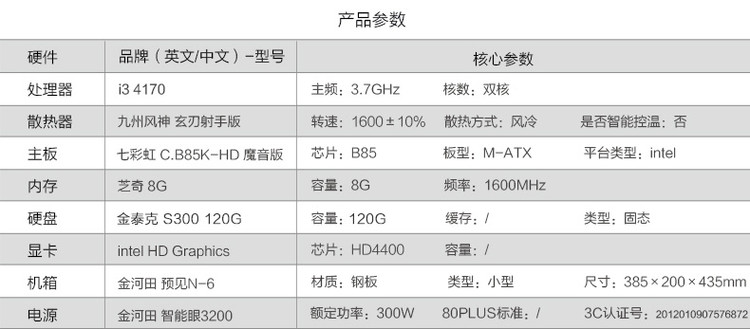 产品参数
硬件 品牌（英文/中文）-型号 核心参数
处理器 i3 4170 主频：3.7GHz 核数：双核
散热器 九州风神 玄刃射手版 转速：1600±10% 散热方式：风冷 是否智能控温：否
主板 七彩虹 C.B85K-HD 魔音版 芯片：B85 板型：M-ATX 平台类型：intel
内存 芝奇 8G 容量：8G 频率：1600MHz
硬盘 金泰克 S300 120G 容量：120G 缓存：/ 类型：固态
显卡 intel HD Graphics 芯片：HD4400 容量：/
机箱 金河田 预见N-6 材质：钢板 类型：小型 尺寸：385×200×435mm
电源 金河田 智能眼3200 额定功率：300W 80PLUS标准：/ 3C认证号：2012010907576872